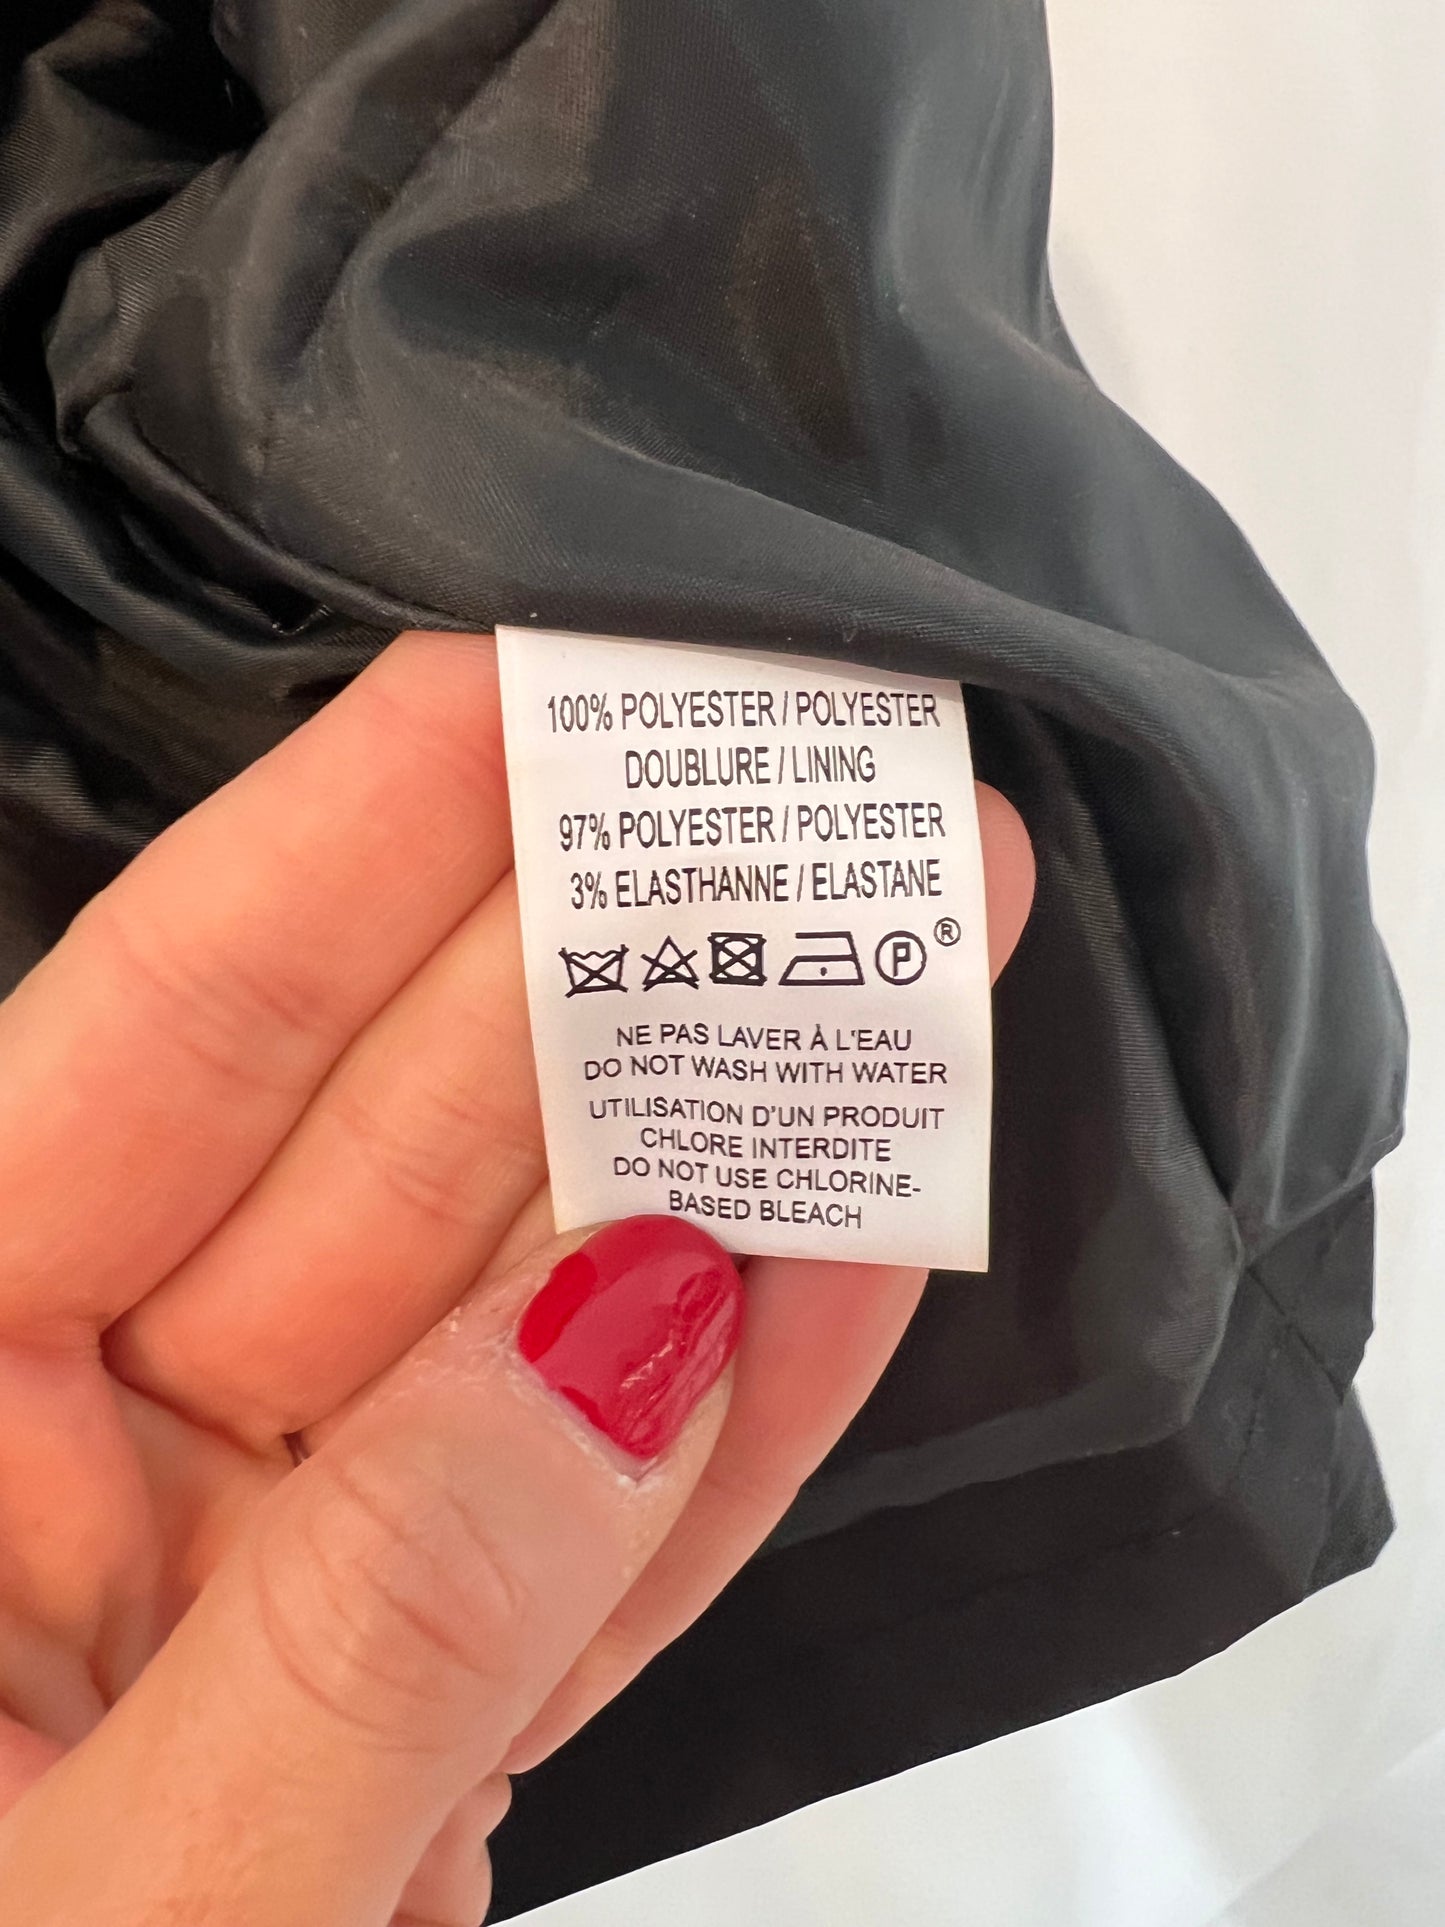 100% POLYESTER / POLYESTER
DOUBLURE / LINING
97% POLYESTER / POLYESTER
3% ELASTHANNE / ELASTANE
P ®
NE PAS LAVER À L'EAU
DO NOT WASH WITH WATER
UTILISATION D'UN PRODUIT
CHLORE INTERDITE
DO NOT USE CHLORINE-
BASED BLEACH